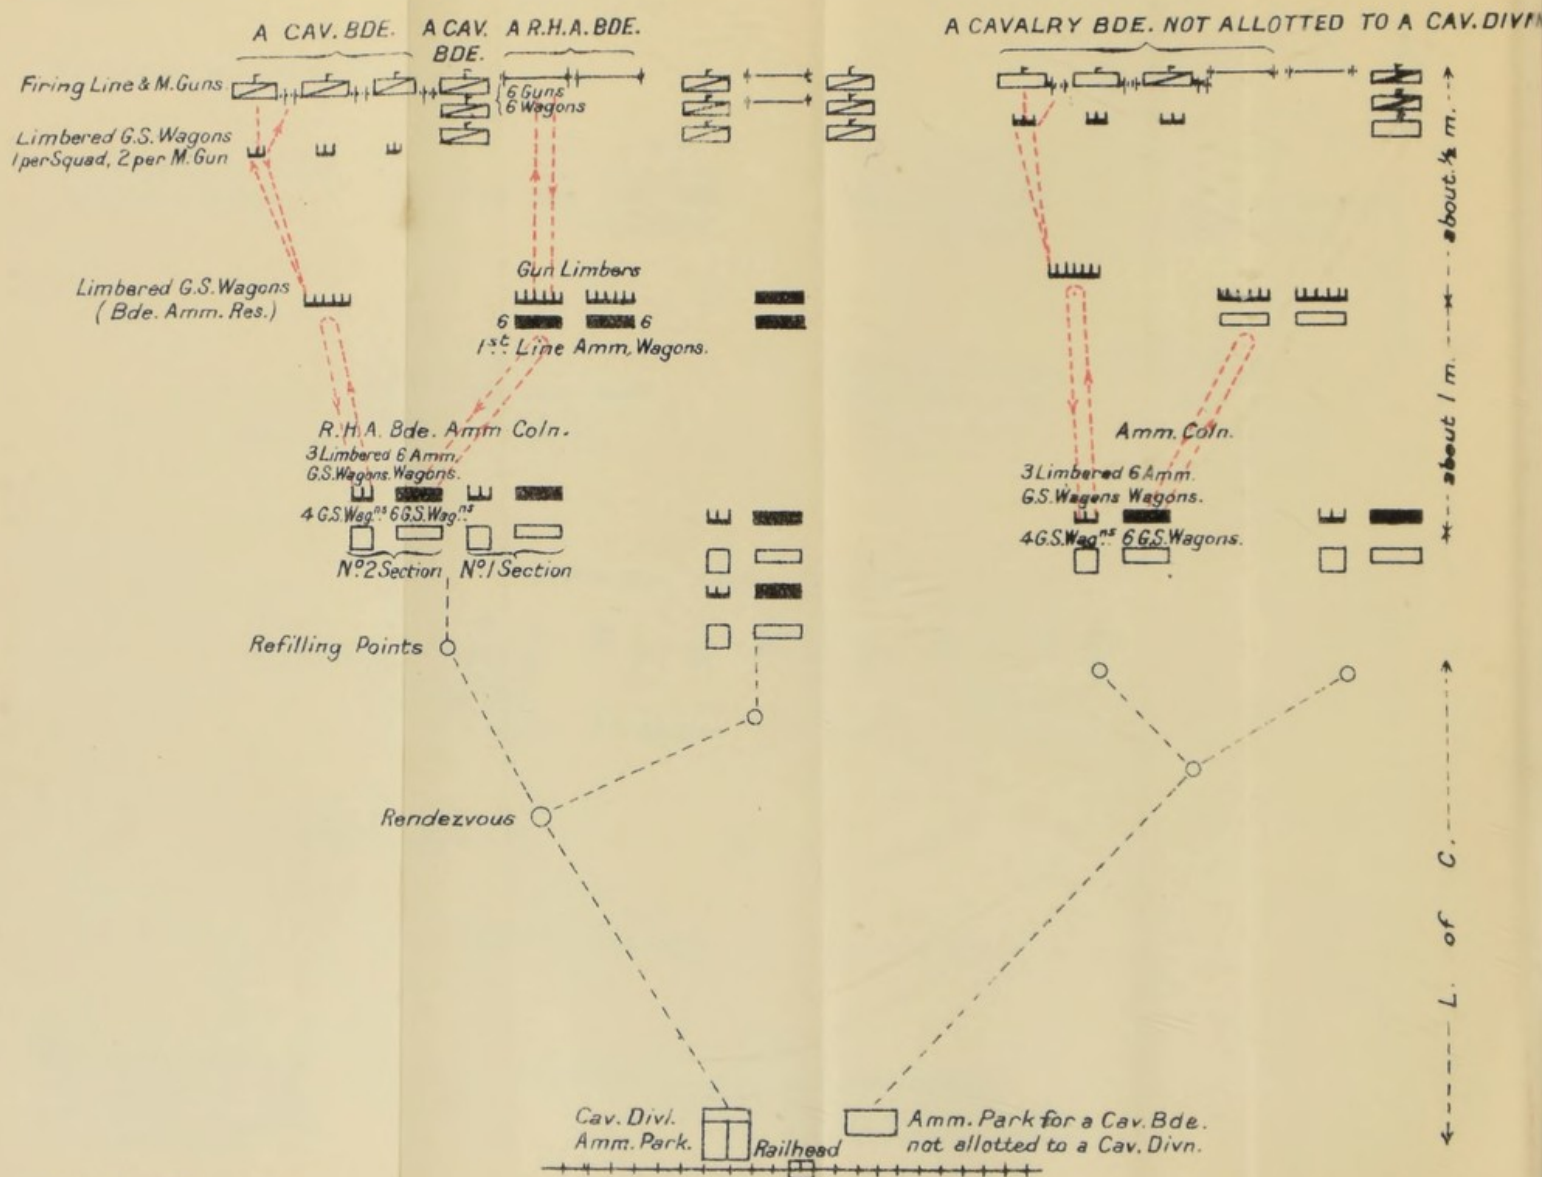 A CAV. BDE.
A CAV.
BDE.
A R.H.A. BDE.
A CAVALRY BDE. NOT ALLOTTED TO A CAV. DIVN
Firing Line & M. Guns
6 Guns
6 Wagons
Limbered G.S. Wagons
1 per Squad, 2 per M. Gun
about ½ m.
Gun Limbers
Limbered G.S. Wagons
(Bde. Amm. Res.)
6
6
1st. Line Amm, Wagons.
about 1 m.
R.H.A. Bde. Amm Coln.
3 Limbered 6 Amm.
G.S. Wagons. Wagons.
4 G.S. Wagns 6 G.S. Wagns
No. 2 Section
No. 1 Section
Amm. Coln.
3 Limbered 6 Amm.
G.S. Wagens Wagons.
4 G.S. Wagns 6 G.S. Wagons.
Refilling Points
Rendezvous
L. of C.
Cav. Divl.
Amm. Park.
Railhead
Amm. Park for a Cav. Bde.
not allotted to a Cav. Divn.